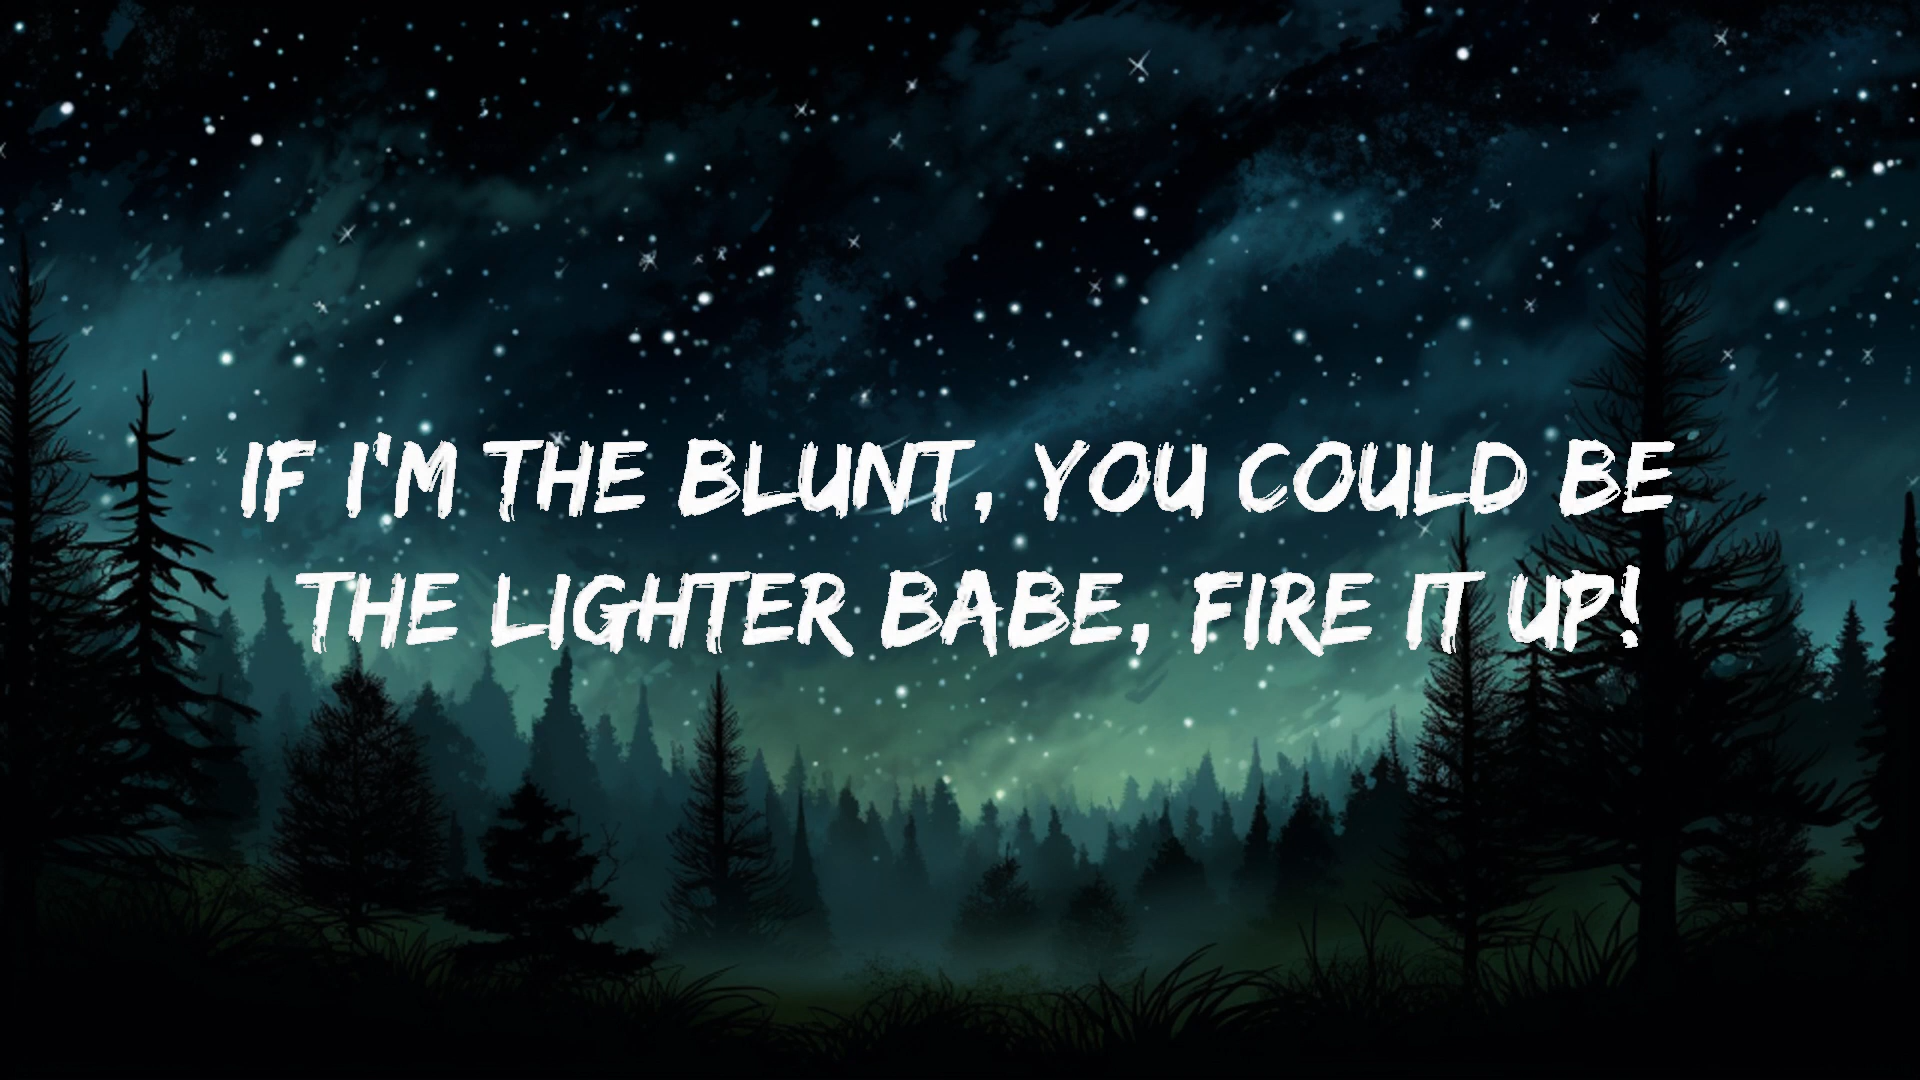 IF I'M THE BLUNT, YOU COULD BE
THE LIGHTER BABE, FIRE IT UP!